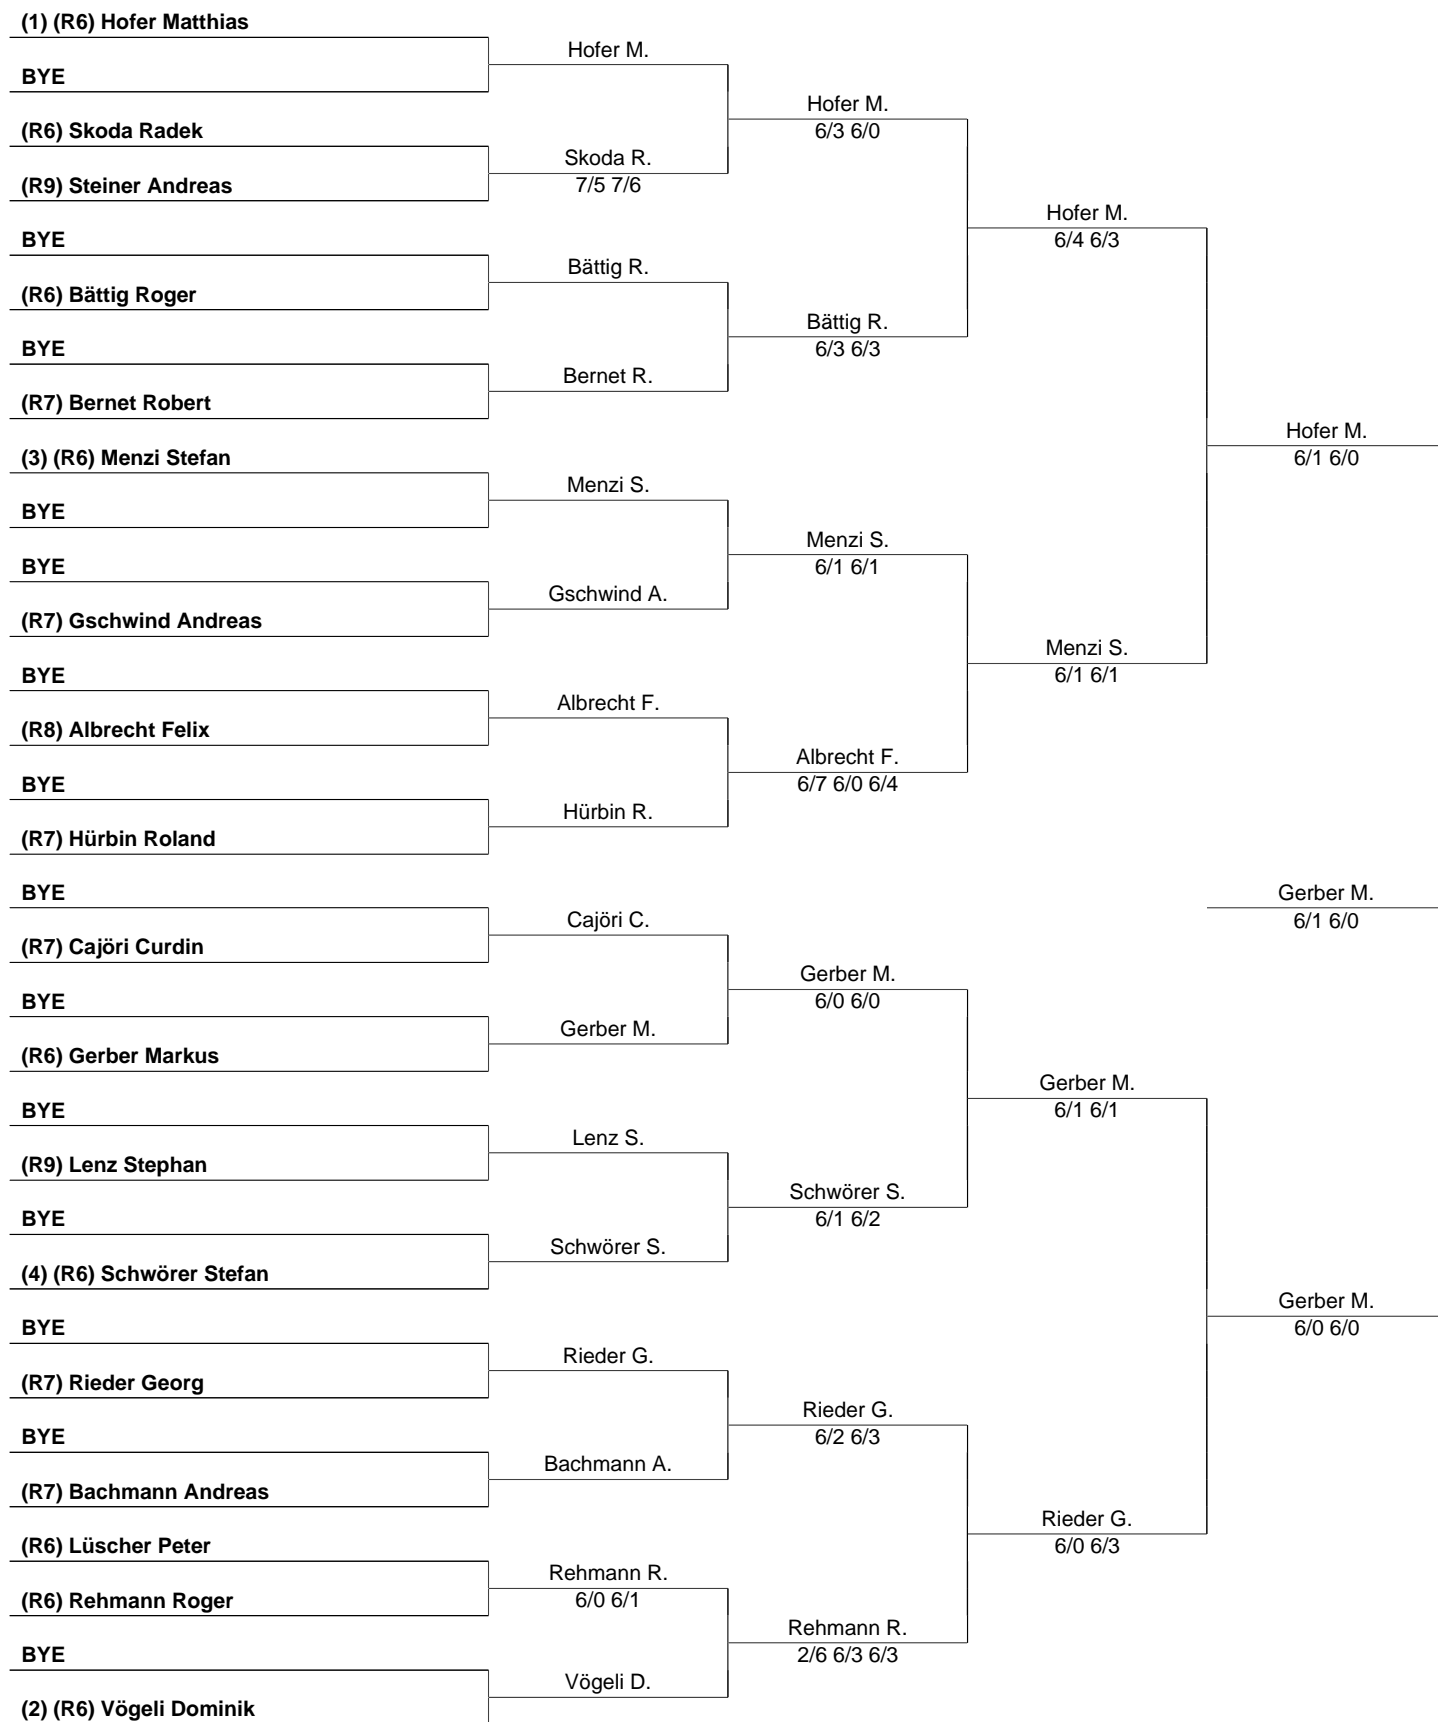 (1) (R6) Hofer Matthias
BYE
(R6) Skoda Radek
(R9) Steiner Andreas
BYE
(R6) Bättig Roger
BYE
(R7) Bernet Robert
(3) (R6) Menzi Stefan
BYE
BYE
(R7) Gschwind Andreas
BYE
(R8) Albrecht Felix
BYE
(R7) Hürbin Roland
BYE
(R7) Cajöri Curdin
BYE
(R6) Gerber Markus
BYE
(R9) Lenz Stephan
BYE
(4) (R6) Schwörer Stefan
BYE
(R7) Rieder Georg
BYE
(R7) Bachmann Andreas
(R6) Lüscher Peter
(R6) Rehmann Roger
BYE
(2) (R6) Vögeli Dominik
Hofer M.
Skoda R.
7/5 7/6
Bättig R.
Bernet R.
Menzi S.
Gschwind A.
Albrecht F.
Hürbin R.
Cajöri C.
Gerber M.
Lenz S.
Schwörer S.
Rieder G.
Bachmann A.
Rehmann R.
6/0 6/1
Vögeli D.
Hofer M.
6/3 6/0
Bättig R.
6/3 6/3
Menzi S.
6/1 6/1
Albrecht F.
6/7 6/0 6/4
Gerber M.
6/0 6/0
Schwörer S.
6/1 6/2
Rieder G.
6/2 6/3
Rehmann R.
2/6 6/3 6/3
Hofer M.
6/4 6/3
Menzi S.
6/1 6/1
Gerber M.
6/1 6/1
Rieder G.
6/0 6/3
Hofer M.
6/1 6/0
Gerber M.
6/1 6/0
Gerber M.
6/0 6/0